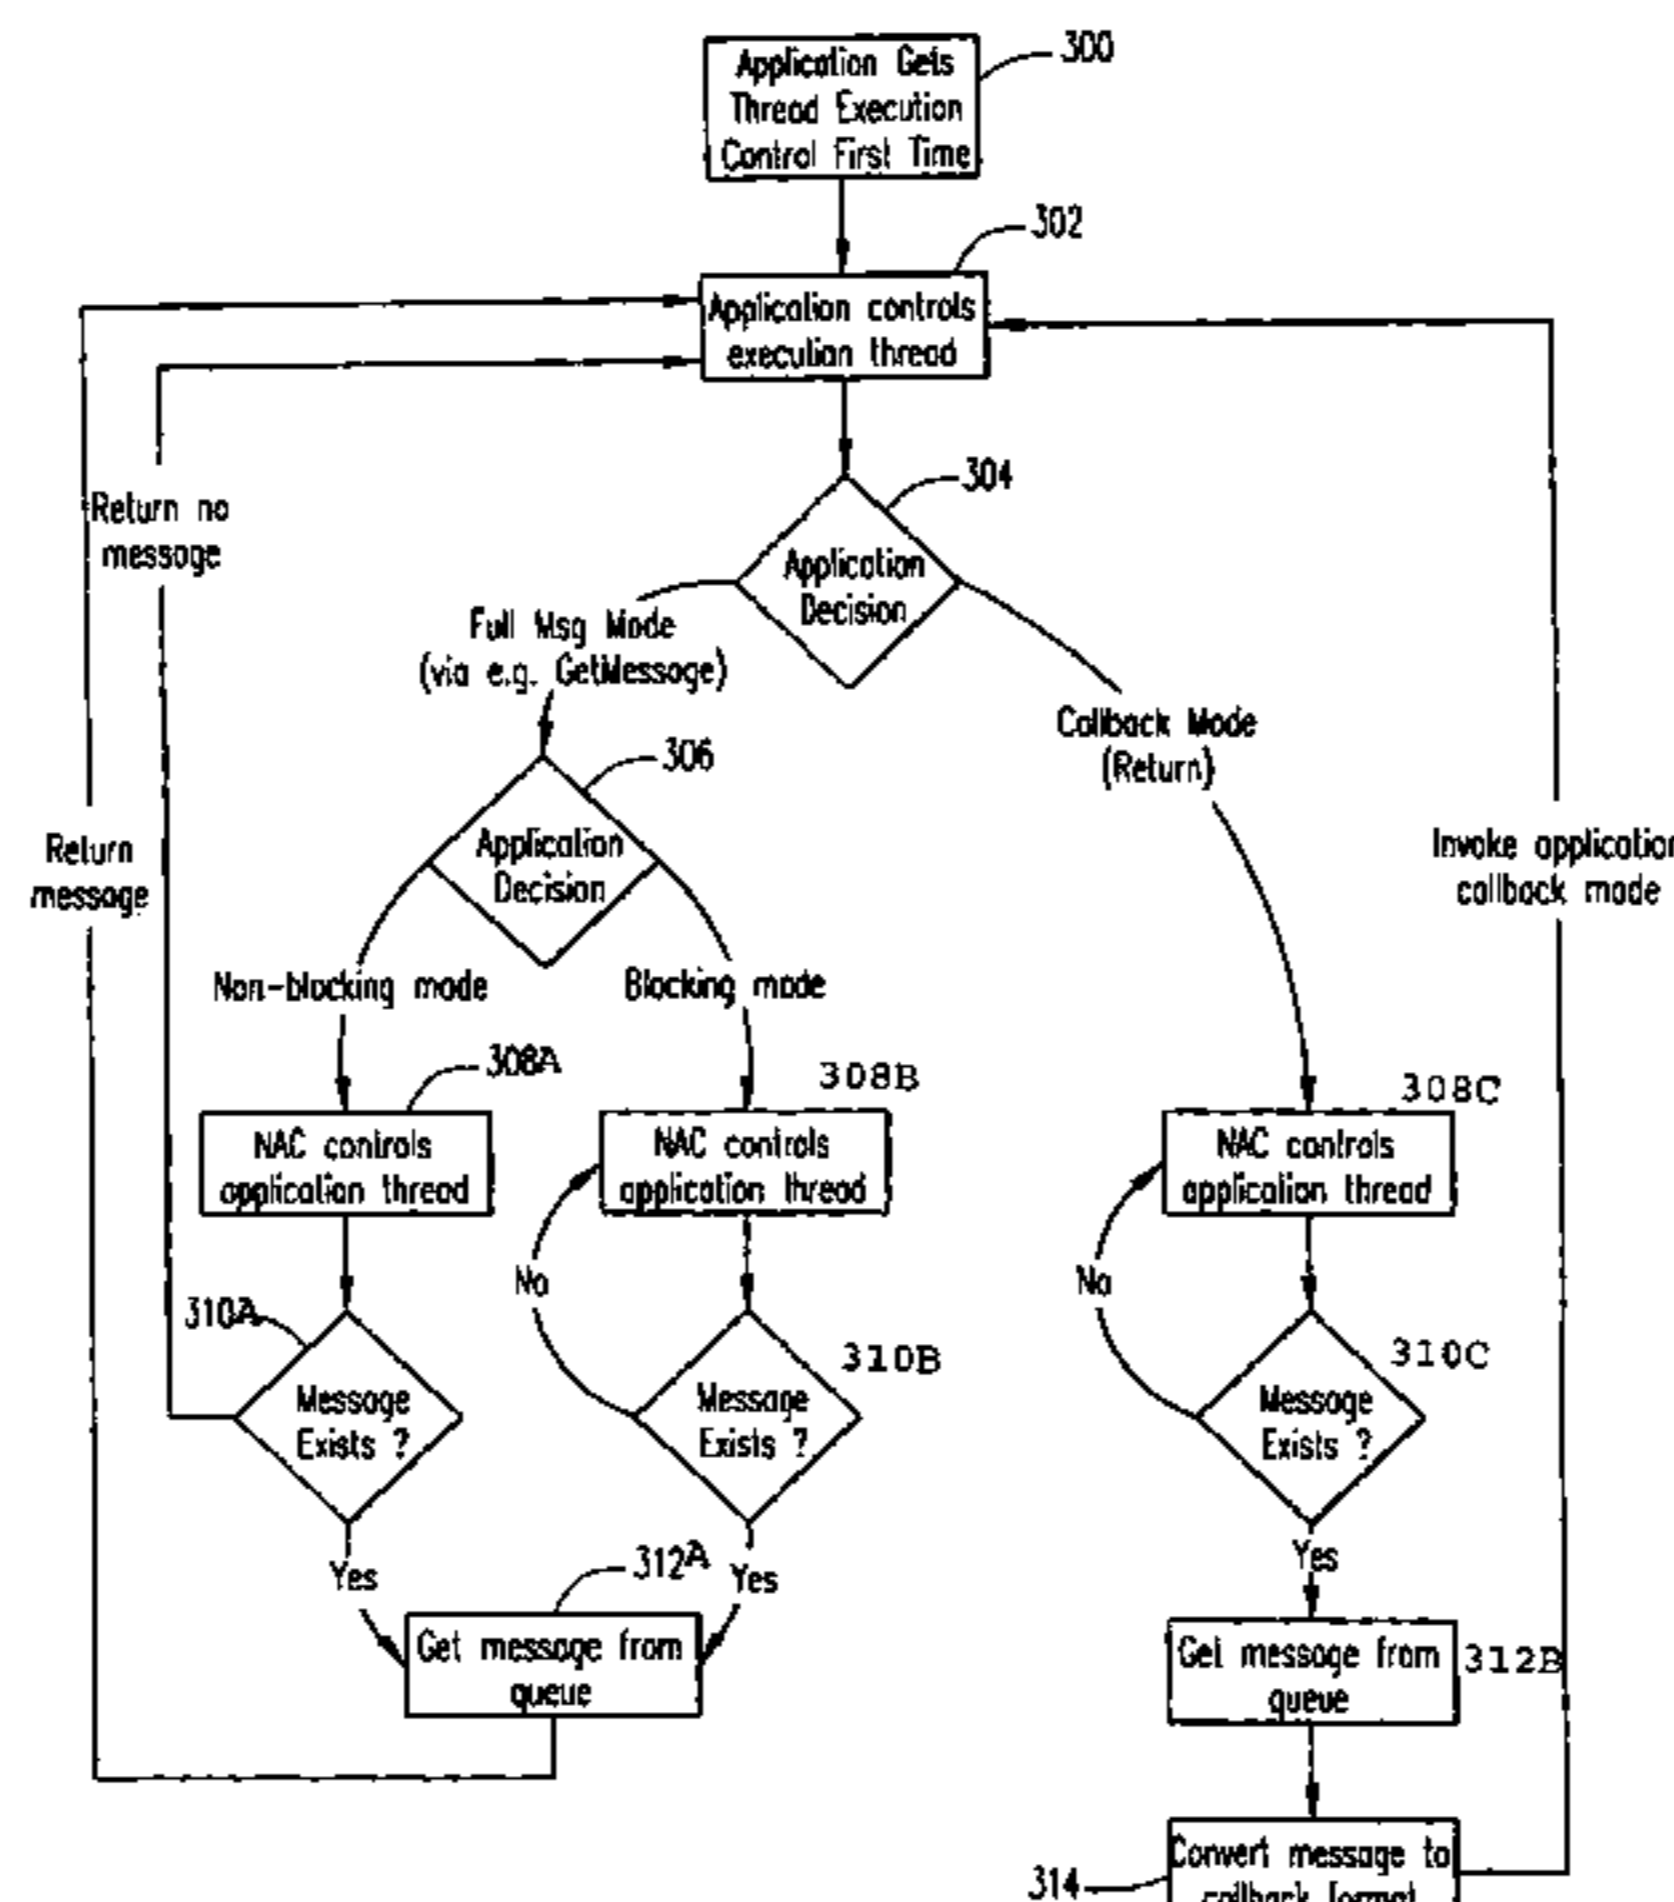 Application Gets
Thread Execution
Control First Time
300
302
Application controls
execution thread
304
Application
Decision
Return no
message
Full Msg Mode
(via e.g. GetMessage)
Callback Mode
(Return)
306
Application
Decision
Return
message
Invoke application
callback mode
Non-blocking mode
Blocking mode
308A
308B
308C
NAC controls
application thread
NAC controls
application thread
NAC controls
application thread
No
No
310A
310B
310C
Message
Exists ?
Message
Exists ?
Message
Exists ?
Yes
312A
Yes
Yes
Get message from
queue
Get message from
queue
312B
Convert message to
callback format
314